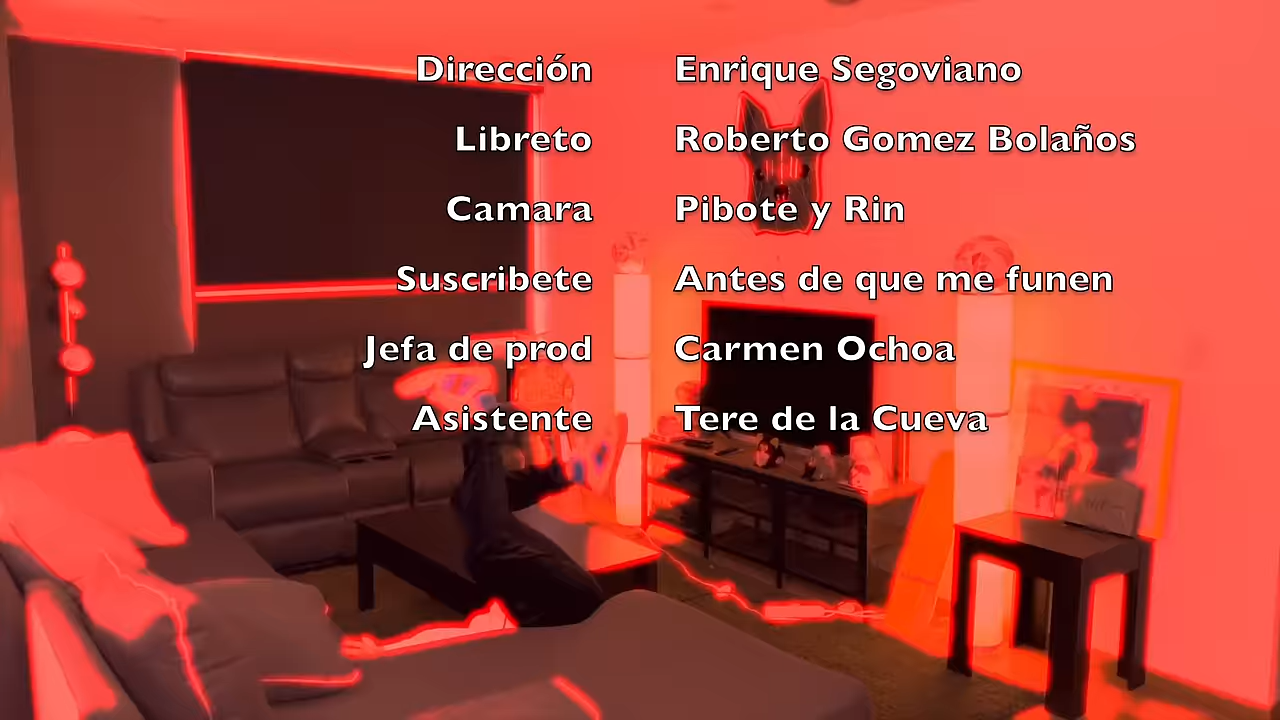 Dirección Enrique Segoviano
Libreto Roberto Gomez Bolaños
Camara Pibote y Rin
Suscribete Antes de que me funen
Jefa de prod Carmen Ochoa
Asistente Tere de la Cueva